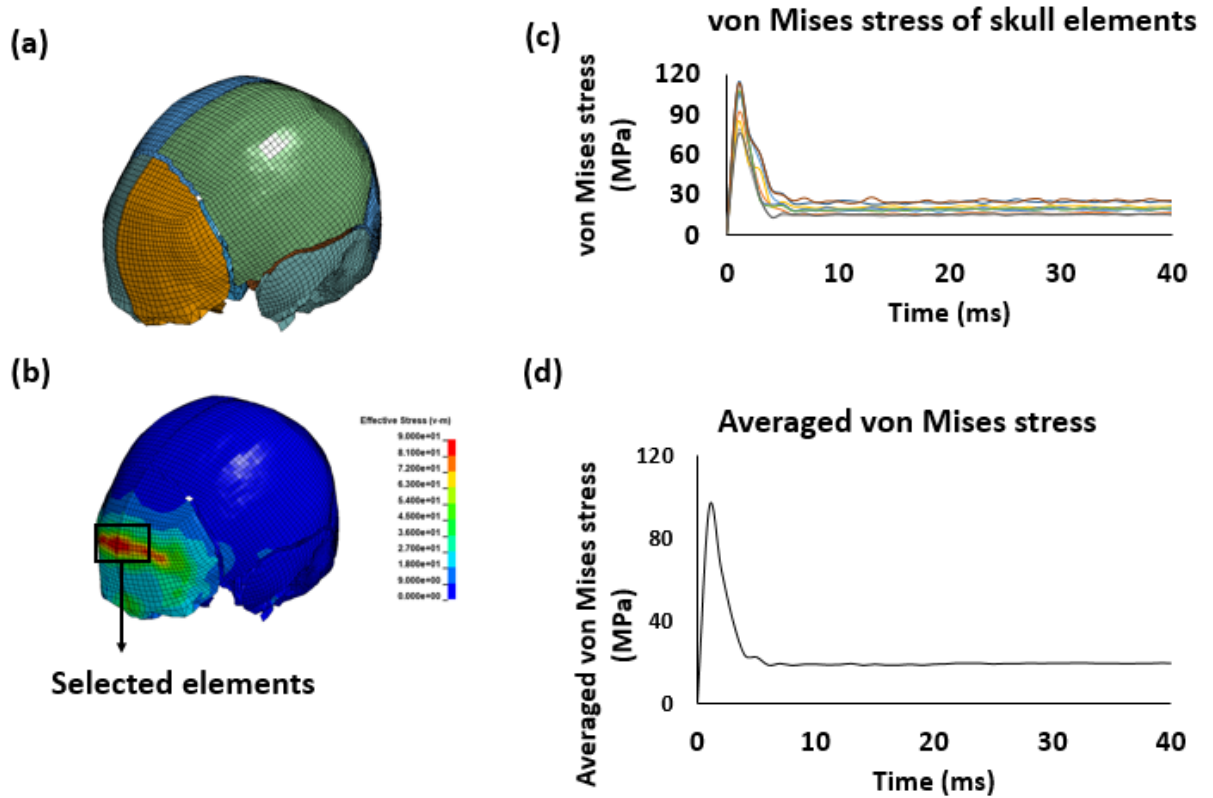 (a)
(b)
Effective Stress (v-m)
9.000e+01
8.100e+01
7.200e+01
6.300e+01
5.400e+01
4.500e+01
3.600e+01
2.700e+01
1.800e+01
9.000e+00
0.000e+00
Selected elements
(c)
von Mises stress of skull elements
von Mises stress
(MPa)
120
90
60
30
0
0 10 20 30 40
Time (ms)
(d)
Averaged von Mises stress
Averaged von Mises stress
(MPa)
120
80
40
0
0 10 20 30 40
Time (ms)